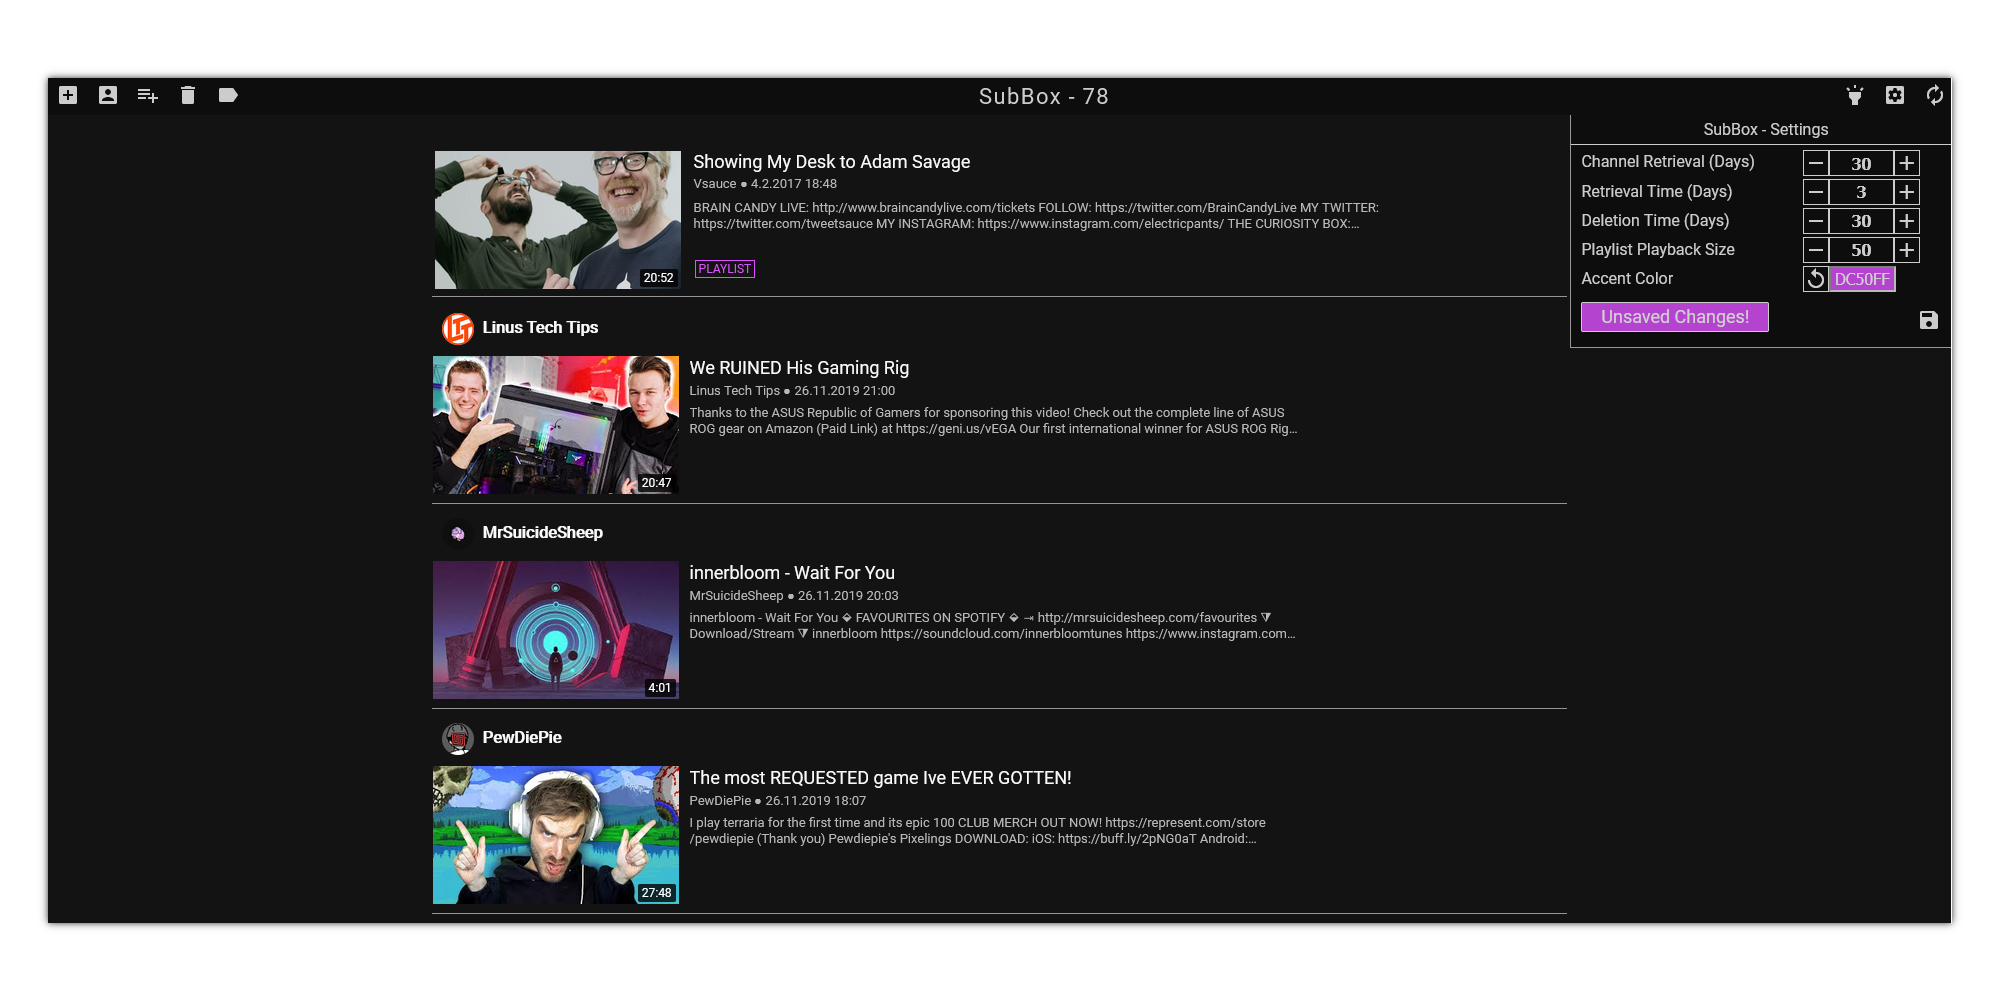 SubBox - 78
SubBox - Settings
Channel Retrieval (Days)
30
Retrieval Time (Days)
3
Deletion Time (Days)
30
Playlist Playback Size
50
Accent Color
DC50FF
Unsaved Changes!
Showing My Desk to Adam Savage
Vsauce ● 4.2.2017 18:48
BRAIN CANDY LIVE: http://www.braincandylive.com/tickets FOLLOW: https://twitter.com/BrainCandyLive MY TWITTER:
https://twitter.com/tweetsauce MY INSTAGRAM: https://www.instagram.com/electricpants/ THE CURIOSITY BOX:...
PLAYLIST
20:52
Linus Tech Tips
We RUINED His Gaming Rig
Linus Tech Tips ● 26.11.2019 21:00
Thanks to the ASUS Republic of Gamers for sponsoring this video! Check out the complete line of ASUS
ROG gear on Amazon (Paid Link) at https://geni.us/vEGA Our first international winner for ASUS ROG Rig...
20:47
MrSuicideSheep
innerbloom - Wait For You
MrSuicideSheep ● 26.11.2019 20:03
innerbloom - Wait For You ⬙ FAVOURITES ON SPOTIFY ⬙ ⇥ http://mrsuicidesheep.com/favourites ⧩
Download/Stream ⧩ innerbloom https://soundcloud.com/innerbloomtunes https://www.instagram.com...
4:01
PewDiePie
The most REQUESTED game Ive EVER GOTTEN!
PewDiePie ● 26.11.2019 18:07
I play terraria for the first time and its epic 100 CLUB MERCH OUT NOW! https://represent.com/store
/pewdiepie (Thank you) Pewdiepie's Pixelings DOWNLOAD: iOS: https://buff.ly/2pNG0aT Android:...
27:48